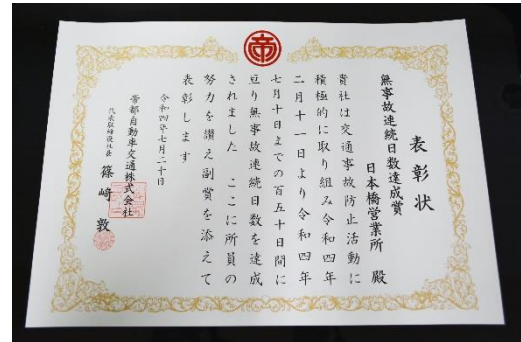 帝
表彰状
日本橋営業所 殿
無事故連続日数達成賞
貴社は交通事故防止活動に
積極的に取り組み令和四年
二月十一日より令和四年
七月十日までの百五十日間に
亘り無事故連続日数を達成
されました ここに所員の
努力を讃え副賞を添えて
表彰します
令和四年七月二十日
帝都自動車交通株式会社
代表取締役社長 篠﨑 敦